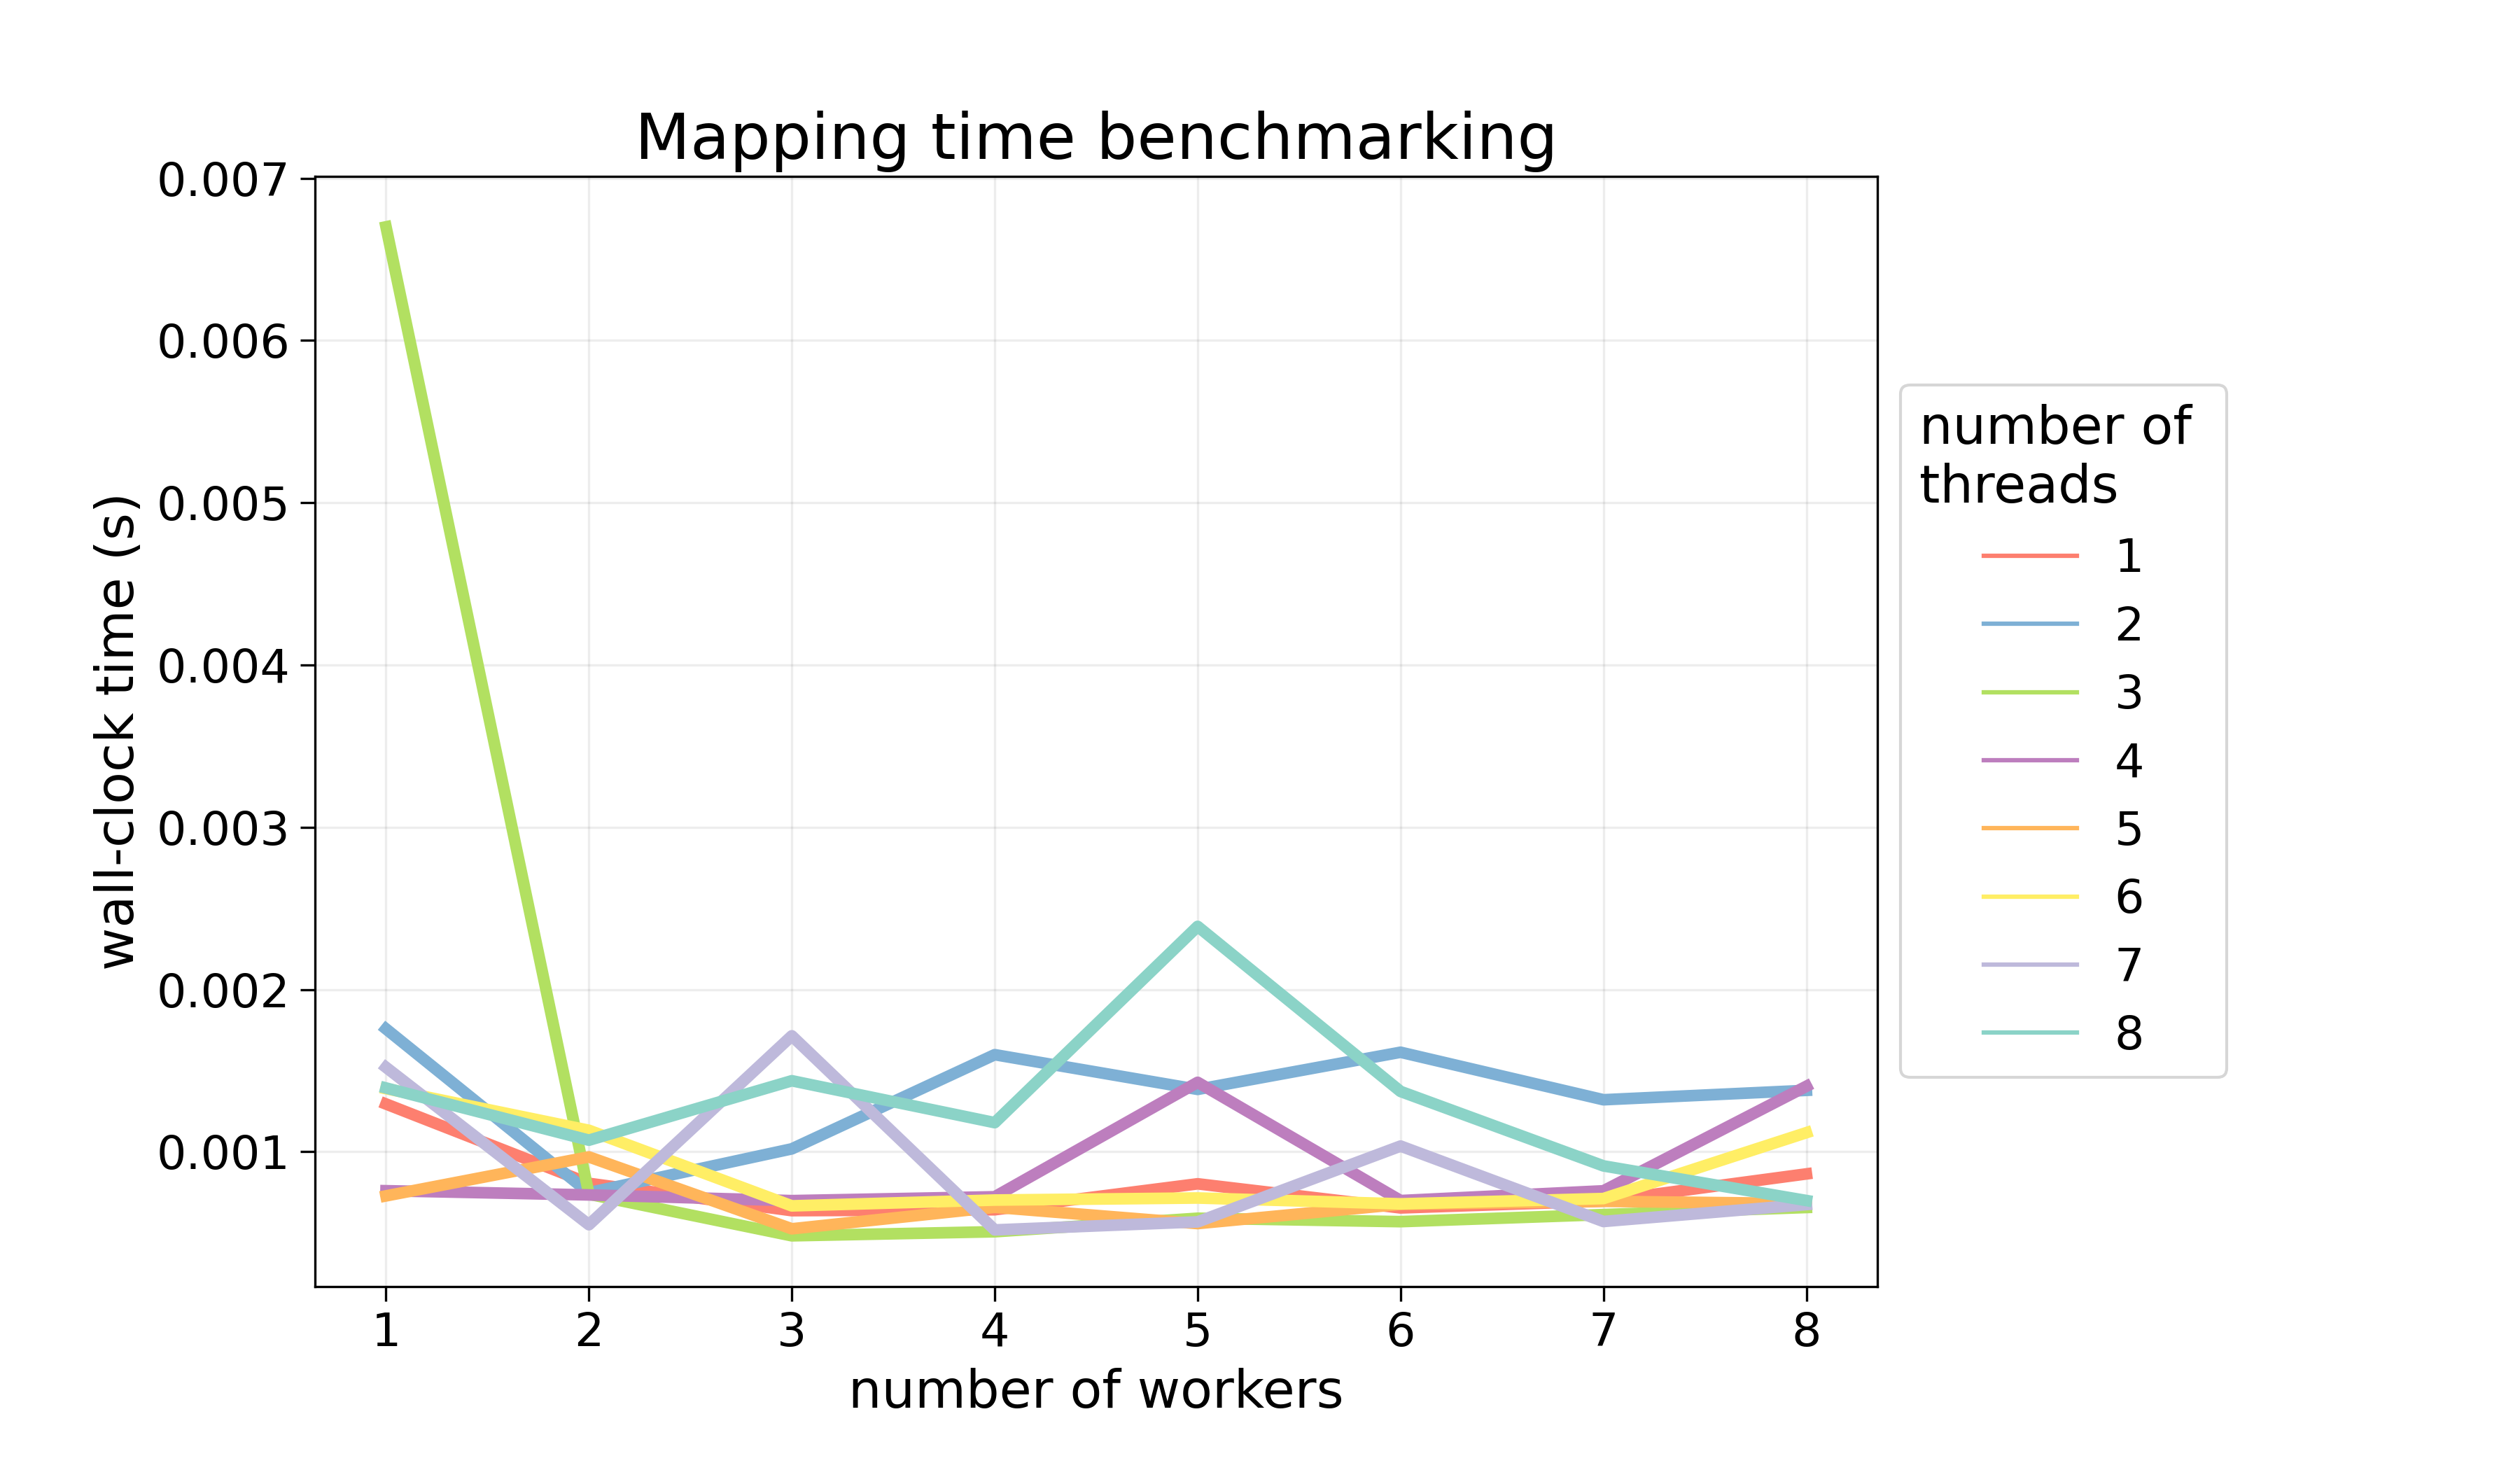 Mapping time benchmarking
0.007
0.006
0.005
0.004
0.003
0.002
0.001
wall-clock time (s)
1 2 3 4 5 6 7 8
number of workers
number of
threads
1
2
3
4
5
6
7
8